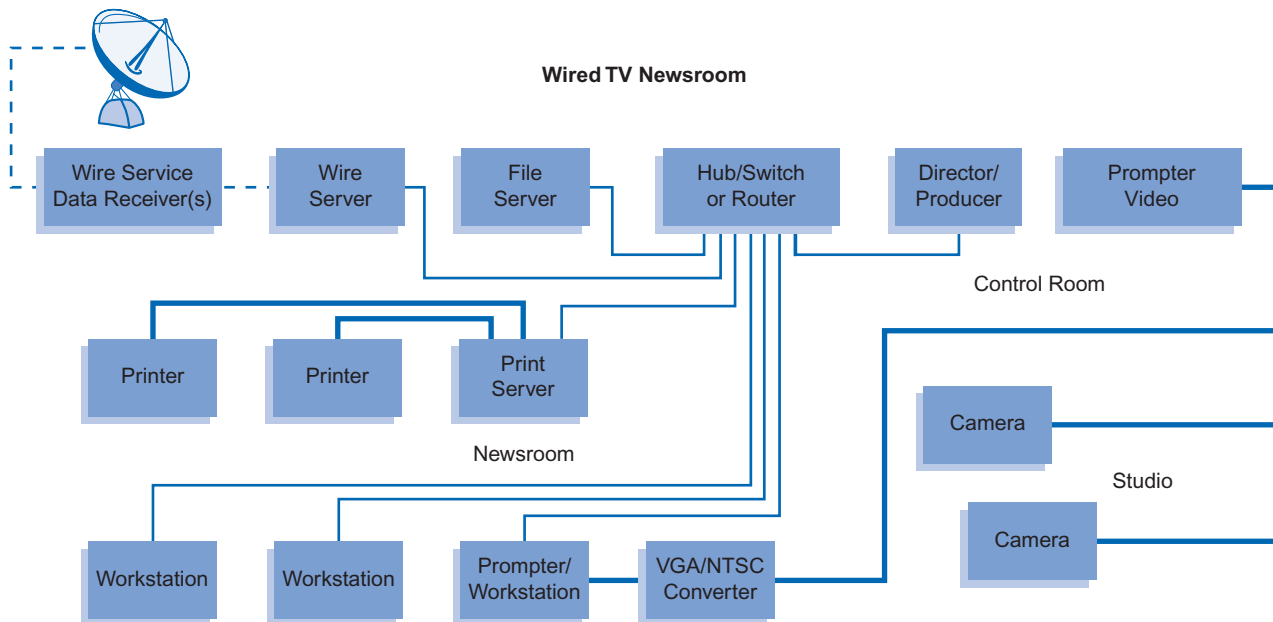 Wired TV Newsroom
Wire Service
Data Receiver(s)
Wire
Server
File
Server
Hub/Switch
or Router
Director/
Producer
Prompter
Video
Control Room
Printer
Printer
Print
Server
Camera
Newsroom
Studio
Camera
Workstation
Workstation
Prompter/
Workstation
VGA/NTSC
Converter